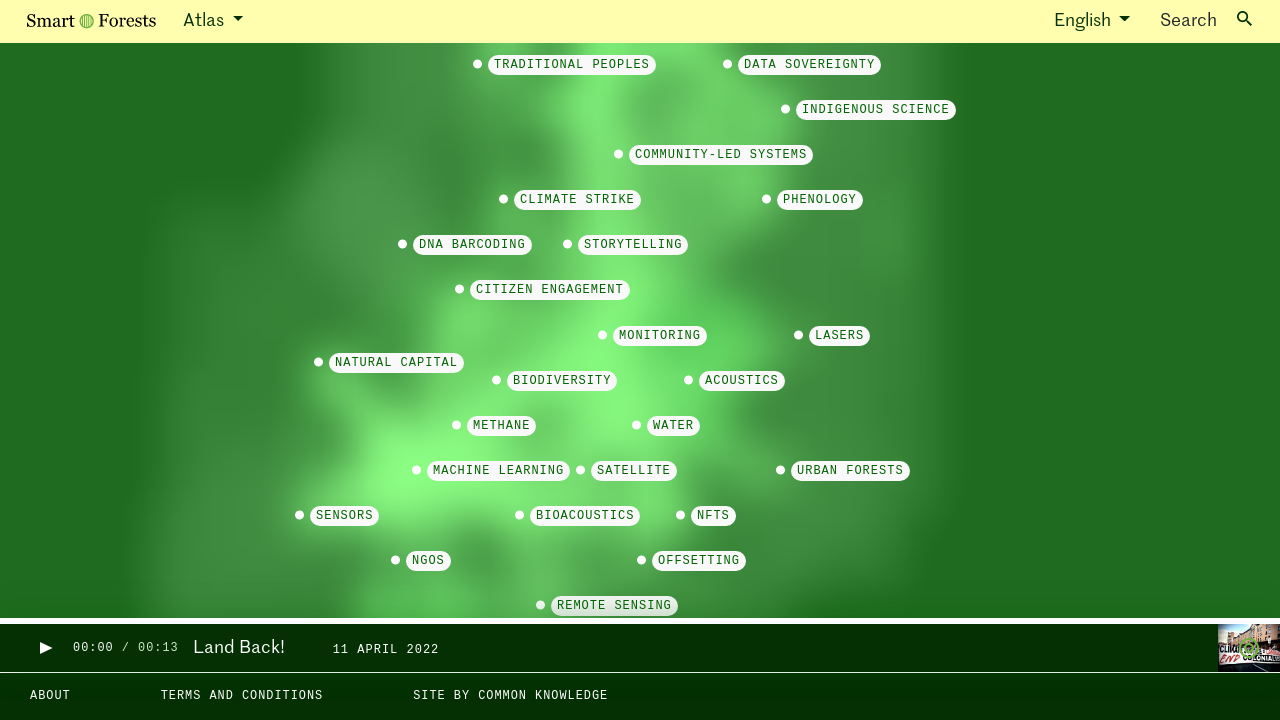 Smart Forests Atlas English Search
TRADITIONAL PEOPLES DATA SOVEREIGNTY
INDIGENOUS SCIENCE
COMMUNITY-LED SYSTEMS
CLIMATE STRIKE PHENOLOGY
DNA BARCODING STORYTELLING
CITIZEN ENGAGEMENT
MONITORING LASERS
NATURAL CAPITAL
BIODIVERSITY ACOUSTICS
METHANE WATER
MACHINE LEARNING SATELLITE URBAN FORESTS
SENSORS BIOACOUSTICS NFTS
NGOS OFFSETTING
REMOTE SENSING
00:00 / 00:13 Land Back! 11 APRIL 2022
END COLONIAL
ABOUT TERMS AND CONDITIONS SITE BY COMMON KNOWLEDGE